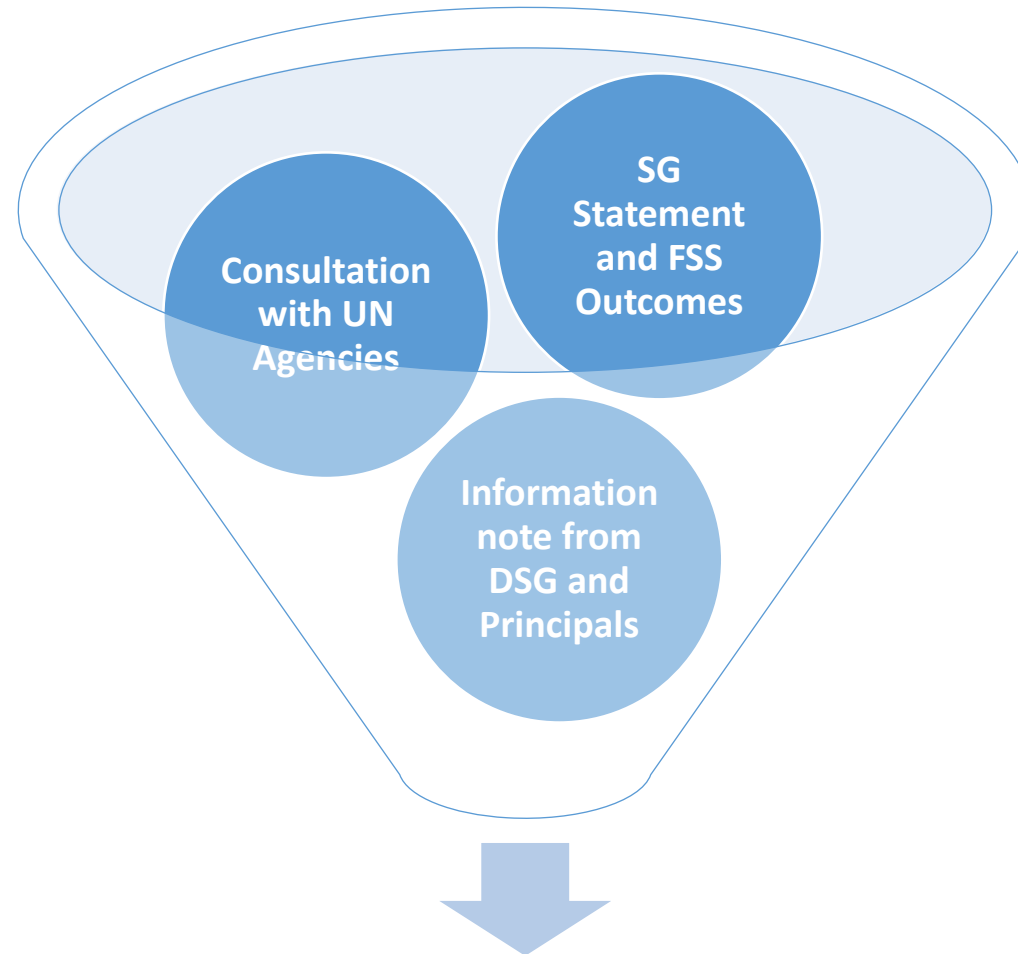 Consultation
with UN
Agencies
SG
Statement
and FSS
Outcomes
Information
note from
DSG and
Principals